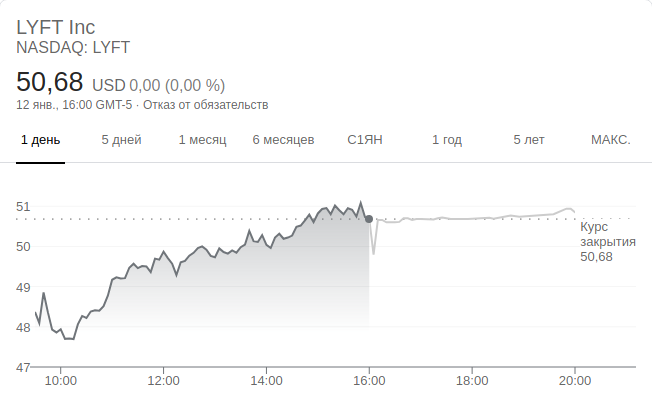 LYFT Inc
NASDAQ: LYFT
50,68 USD 0,00 (0,00 %)
12 янв., 16:00 GMT-5 · Отказ от обязательств
1 день 5 дней 1 месяц 6 месяцев С1ЯН 1 год 5 лет МАКС.
51
50
49
48
47
Курс
закрытия
50,68
10:00 12:00 14:00 16:00 18:00 20:00